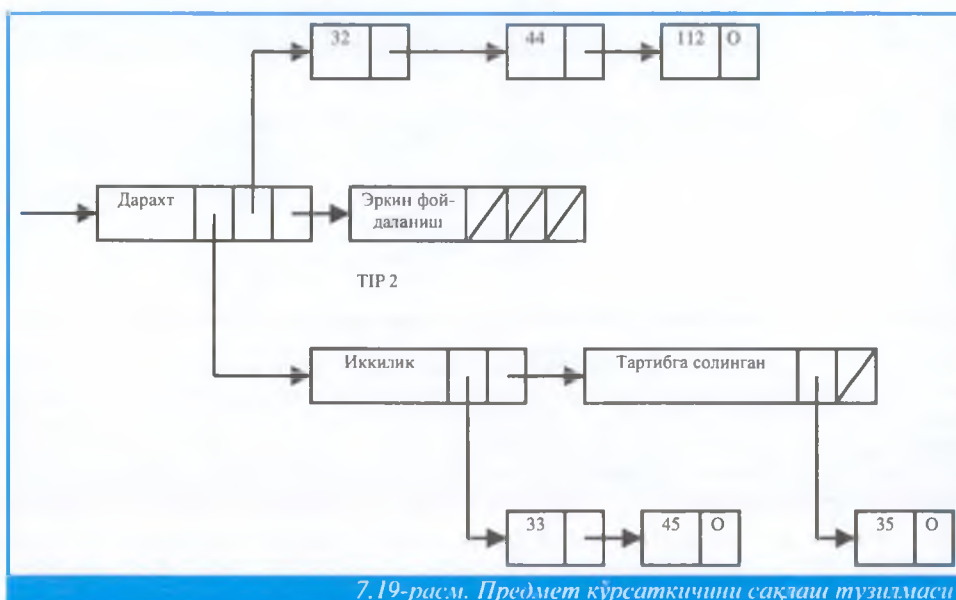 32 44 112 O
Дарахт
Эркин фой-
даланиш
TIP 2
Иккилик Тартибга солинган
33 45 O 35 O
7.19-расм. Предмет кўрсаткичини сақлаш тузилмаси